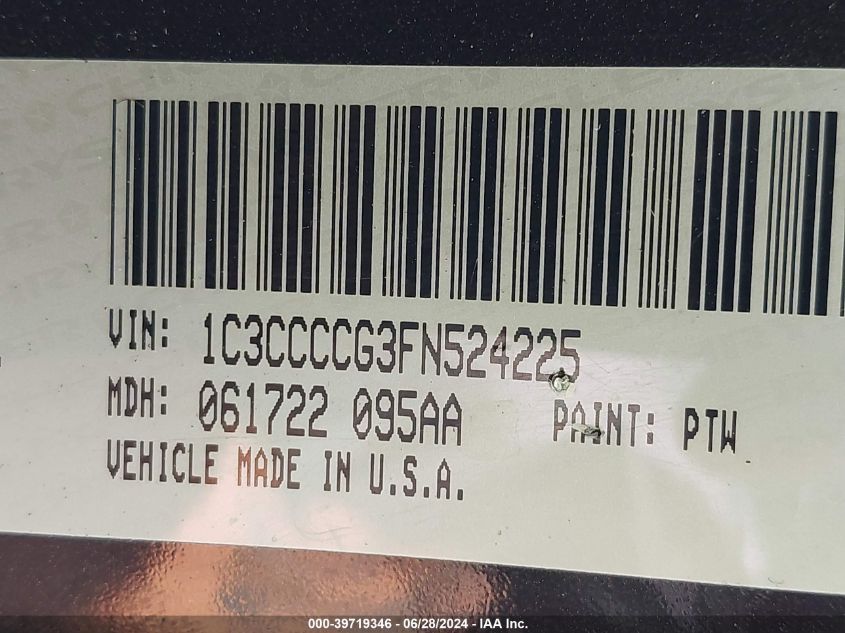 VIN: 1C3CCCCG3FN524225
MDH: 061722 095AA PAINT: PTW
VEHICLE MADE IN U.S.A.
000-39719346 - 06/28/2024 - IAA Inc.